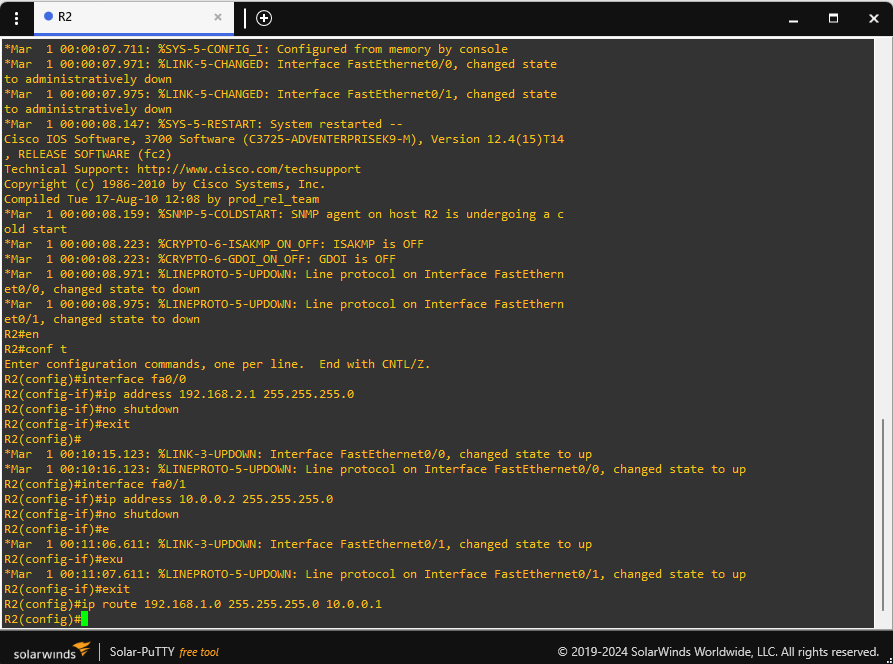 R2
*Mar  1 00:00:07.711: %SYS-5-CONFIG_I: Configured from memory by console
*Mar  1 00:00:07.971: %LINK-5-CHANGED: Interface FastEthernet0/0, changed state
to administratively down
*Mar  1 00:00:07.975: %LINK-5-CHANGED: Interface FastEthernet0/1, changed state
to administratively down
*Mar  1 00:00:08.147: %SYS-5-RESTART: System restarted --
Cisco IOS Software, 3700 Software (C3725-ADVENTERPRISEK9-M), Version 12.4(15)T14
, RELEASE SOFTWARE (fc2)
Technical Support: http://www.cisco.com/techsupport
Copyright (c) 1986-2010 by Cisco Systems, Inc.
Compiled Tue 17-Aug-10 12:08 by prod_rel_team
*Mar  1 00:00:08.159: %SNMP-5-COLDSTART: SNMP agent on host R2 is undergoing a c
old start
*Mar  1 00:00:08.223: %CRYPTO-6-ISAKMP_ON_OFF: ISAKMP is OFF
*Mar  1 00:00:08.223: %CRYPTO-6-GDOI_ON_OFF: GDOI is OFF
*Mar  1 00:00:08.971: %LINEPROTO-5-UPDOWN: Line protocol on Interface FastEthern
et0/0, changed state to down
*Mar  1 00:00:08.975: %LINEPROTO-5-UPDOWN: Line protocol on Interface FastEthern
et0/1, changed state to down
R2#en
R2#conf t
Enter configuration commands, one per line.  End with CNTL/Z.
R2(config)#interface fa0/0
R2(config-if)#ip address 192.168.2.1 255.255.255.0
R2(config-if)#no shutdown
R2(config-if)#exit
R2(config)#
*Mar  1 00:10:15.123: %LINK-3-UPDOWN: Interface FastEthernet0/0, changed state to up
*Mar  1 00:10:16.123: %LINEPROTO-5-UPDOWN: Line protocol on Interface FastEthernet0/0, changed state to up
R2(config)#interface fa0/1
R2(config-if)#ip address 10.0.0.2 255.255.255.0
R2(config-if)#no shutdown
R2(config-if)#e
*Mar  1 00:11:06.611: %LINK-3-UPDOWN: Interface FastEthernet0/1, changed state to up
R2(config-if)#exu
*Mar  1 00:11:07.611: %LINEPROTO-5-UPDOWN: Line protocol on Interface FastEthernet0/1, changed state to up
R2(config-if)#exit
R2(config)#ip route 192.168.1.0 255.255.255.0 10.0.0.1
R2(config)#
solarwinds Solar-PuTTY free tool © 2019-2024 SolarWinds Worldwide, LLC. All rights reserved.